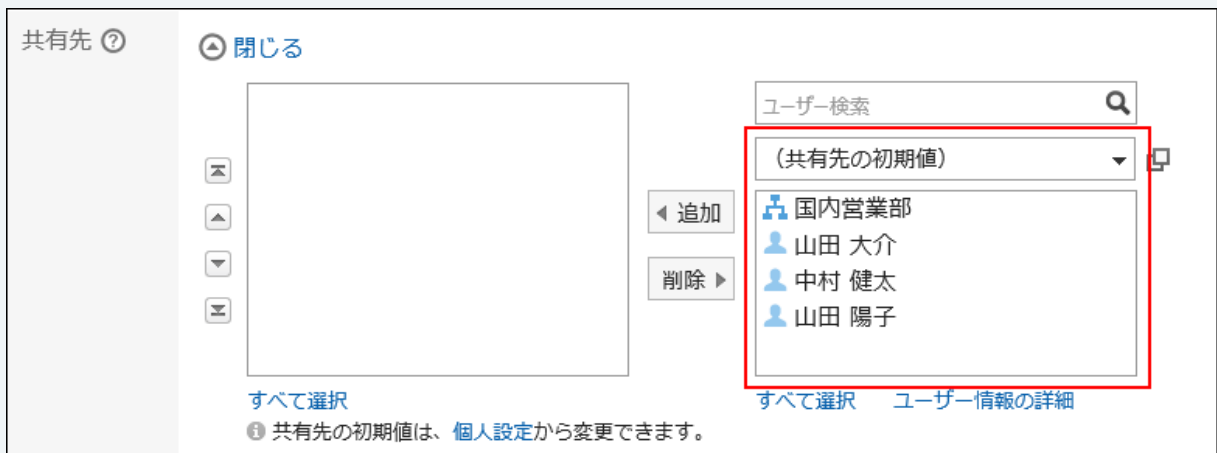 共有先
閉じる
ユーザー検索
（共有先の初期値）
国内営業部
山田 大介
中村 健太
山田 陽子
追加
削除
すべて選択
すべて選択 ユーザー情報の詳細
共有先の初期値は、個人設定から変更できます。